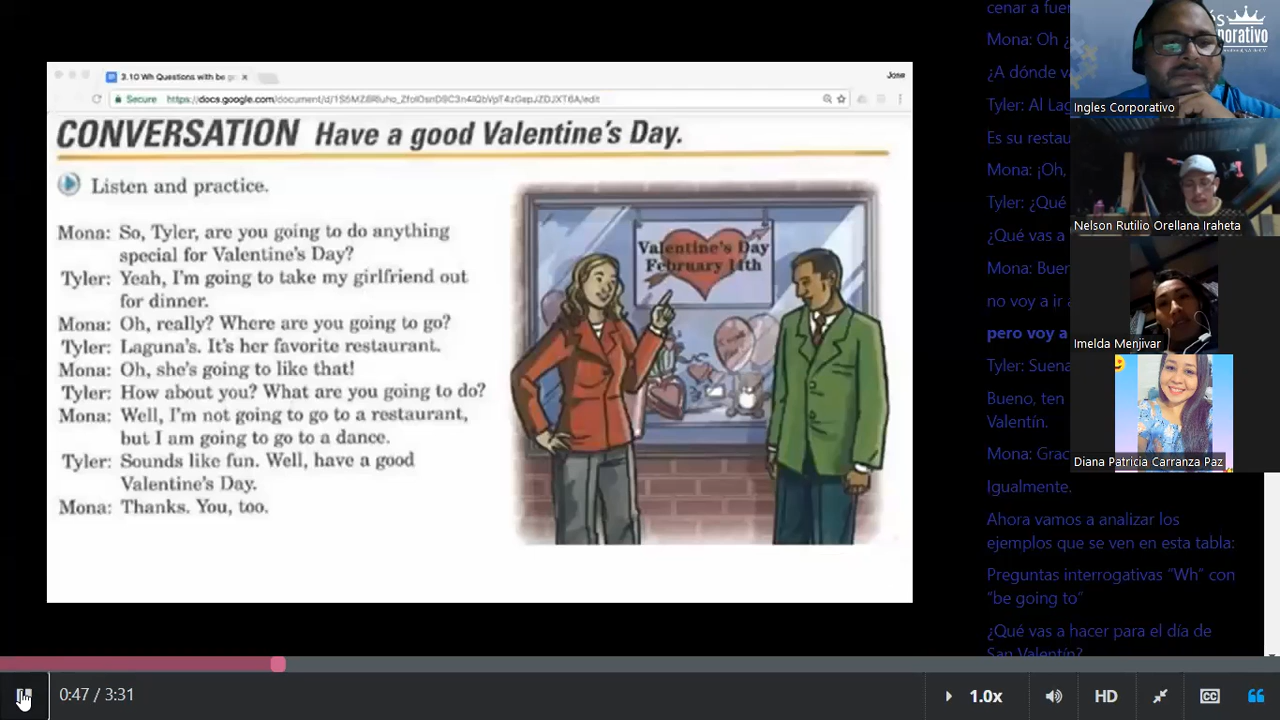 3.10 Wh Questions with be g
Jose
Secure
CONVERSATION Have a good Valentine's Day.
Listen and practice.
Mona: So, Tyler, are you going to do anything
special for Valentine's Day?
Tyler: Yeah, I'm going to take my girlfriend out
for dinner.
Mona: Oh, really? Where are you going to go?
Tyler: Laguna's. It's her favorite restaurant.
Mona: Oh, she's going to like that!
Tyler: How about you? What are you going to do?
Mona: Well, I'm not going to go to a restaurant,
but I am going to go to a dance.
Tyler: Sounds like fun. Well, have a good
Valentine's Day.
Mona: Thanks. You, too.
Valentine's Day
February 14th
cenar a fue
Mona: Oh ¿
¿A dónde v
Tyler: Al Lag
Es su restau
Mona: ¡Oh,
Tyler: ¿Qué
¿Qué vas a
Mona: Buen
no voy a ir a
pero voy a
Tyler: Suena
Bueno, ten
Valentín.
Mona: Grac
Igualmente.
Ahora vamos a analizar los
ejemplos que se ven en esta tabla:
Preguntas interrogativas “Wh” con
“be going to”
¿Qué vas a hacer para el día de
San Valentín?
Ingles Corporativo
Nelson Rutilio Orellana Iraheta
Imelda Menjivar
Diana Patricia Carranza Paz
0:47 / 3:31
1.0x
HD
CC